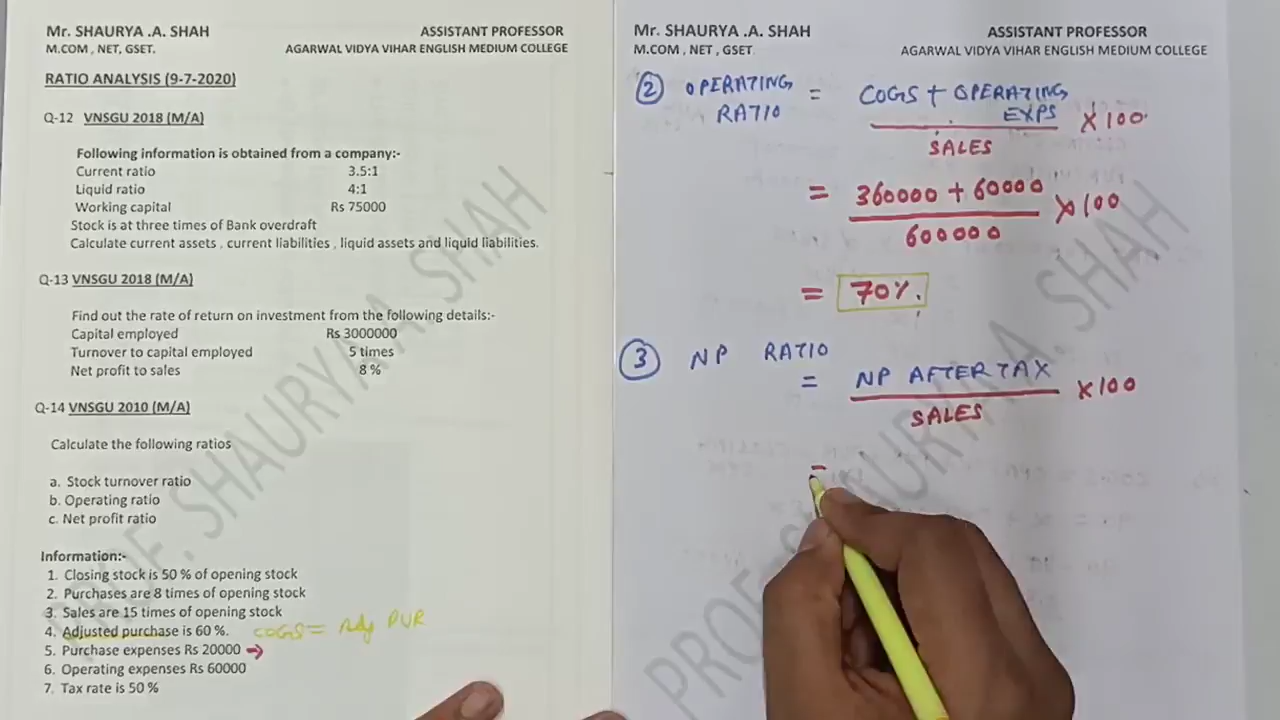 Mr. SHAURYA .A. SHAH ASSISTANT PROFESSOR
M.COM , NET, GSET. AGARWAL VIDYA VIHAR ENGLISH MEDIUM COLLEGE
RATIO ANALYSIS (9-7-2020)
Q-12 VNSGU 2018 (M/A)
Following information is obtained from a company:-
Current ratio 3.5:1
Liquid ratio 4:1
Working capital Rs 75000
Stock is at three times of Bank overdraft
Calculate current assets , current liabilities , liquid assets and liquid liabilities.
Q-13 VNSGU 2018 (M/A)
Find out the rate of return on investment from the following details:-
Capital employed Rs 3000000
Turnover to capital employed 5 times
Net profit to sales 8 %
Q-14 VNSGU 2010 (M/A)
Calculate the following ratios
a. Stock turnover ratio
b. Operating ratio
c. Net profit ratio
Information:-
1. Closing stock is 50 % of opening stock
2. Purchases are 8 times of opening stock
3. Sales are 15 times of opening stock
4. Adjusted purchase is 60 %. COGS = Adj PUR
5. Purchase expenses Rs 20000 →
6. Operating expenses Rs 60000
7. Tax rate is 50 %
PROF. SHAURYA A. SHAH
Mr. SHAURYA .A. SHAH ASSISTANT PROFESSOR
M.COM , NET , GSET. AGARWAL VIDYA VIHAR ENGLISH MEDIUM COLLEGE
2 OPERATING = COGS + OPERATING
RATIO EXPS × 100
SALES
= 360000 + 60000 × 100
600000
= 70%.
3 NP RATIO
= NP AFTER TAX × 100
SALES
=
PROF. SHAURYA A SHAH